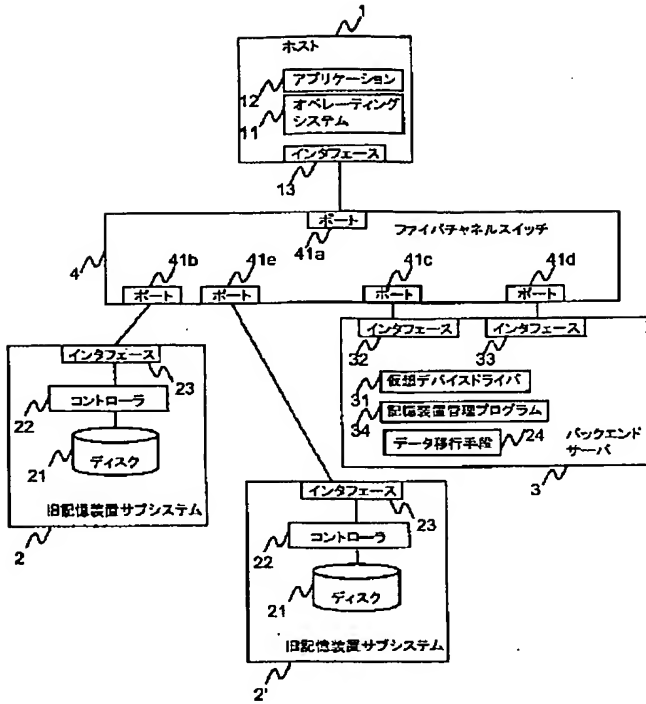 1
ホスト
アプリケーション
12
オペレーティング
システム
11
インタフェース
13
ポート
ファイバチャネルスイッチ
41a
4
41b
41e
41c
41d
ポート
ポート
ポート
ポート
インタフェース
23
コントローラ
22
ディスク
21
旧記憶装置サブシステム
2
インタフェース
インタフェース
32
33
仮想デバイスドライバ
31
記憶装置管理プログラム
34
データ移行手段
24
バックエンド
サーバ
3
インタフェース
23
コントローラ
22
ディスク
21
旧記憶装置サブシステム
2'